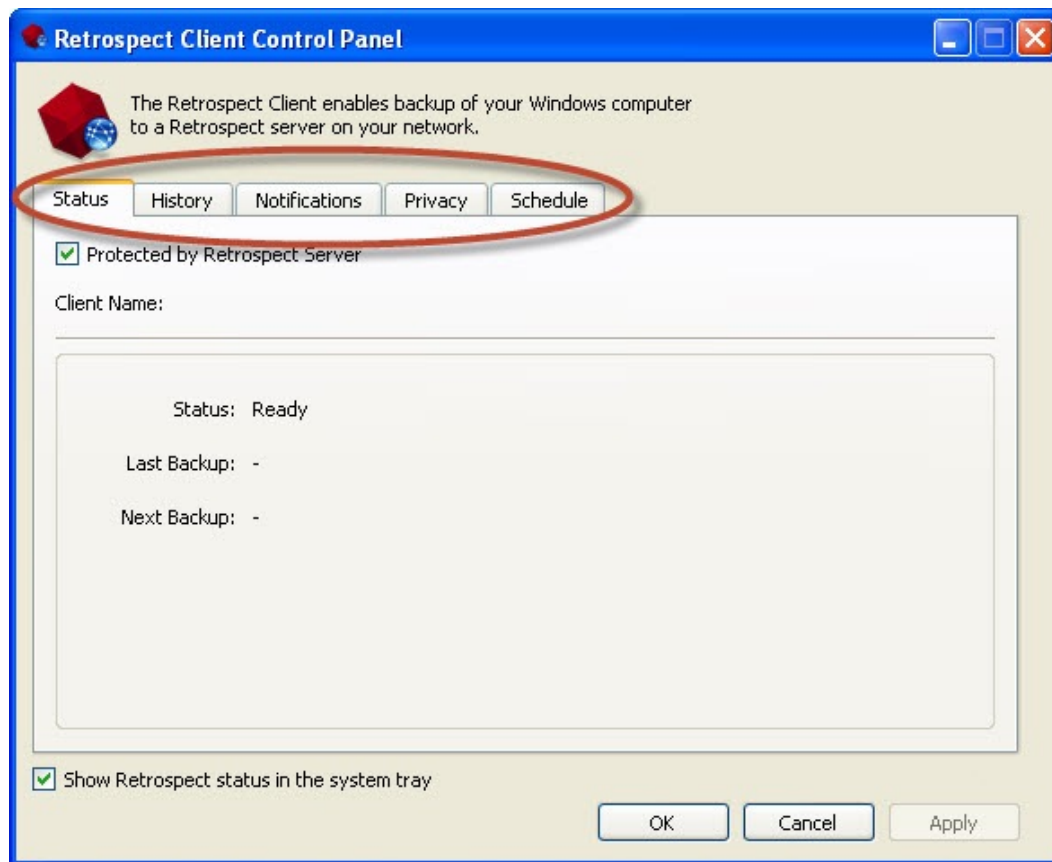 Retrospect Client Control Panel
The Retrospect Client enables backup of your Windows computer
to a Retrospect server on your network.
Status History Notifications Privacy Schedule
Protected by Retrospect Server
Client Name:
Status: Ready
Last Backup: -
Next Backup: -
Show Retrospect status in the system tray
OK Cancel Apply